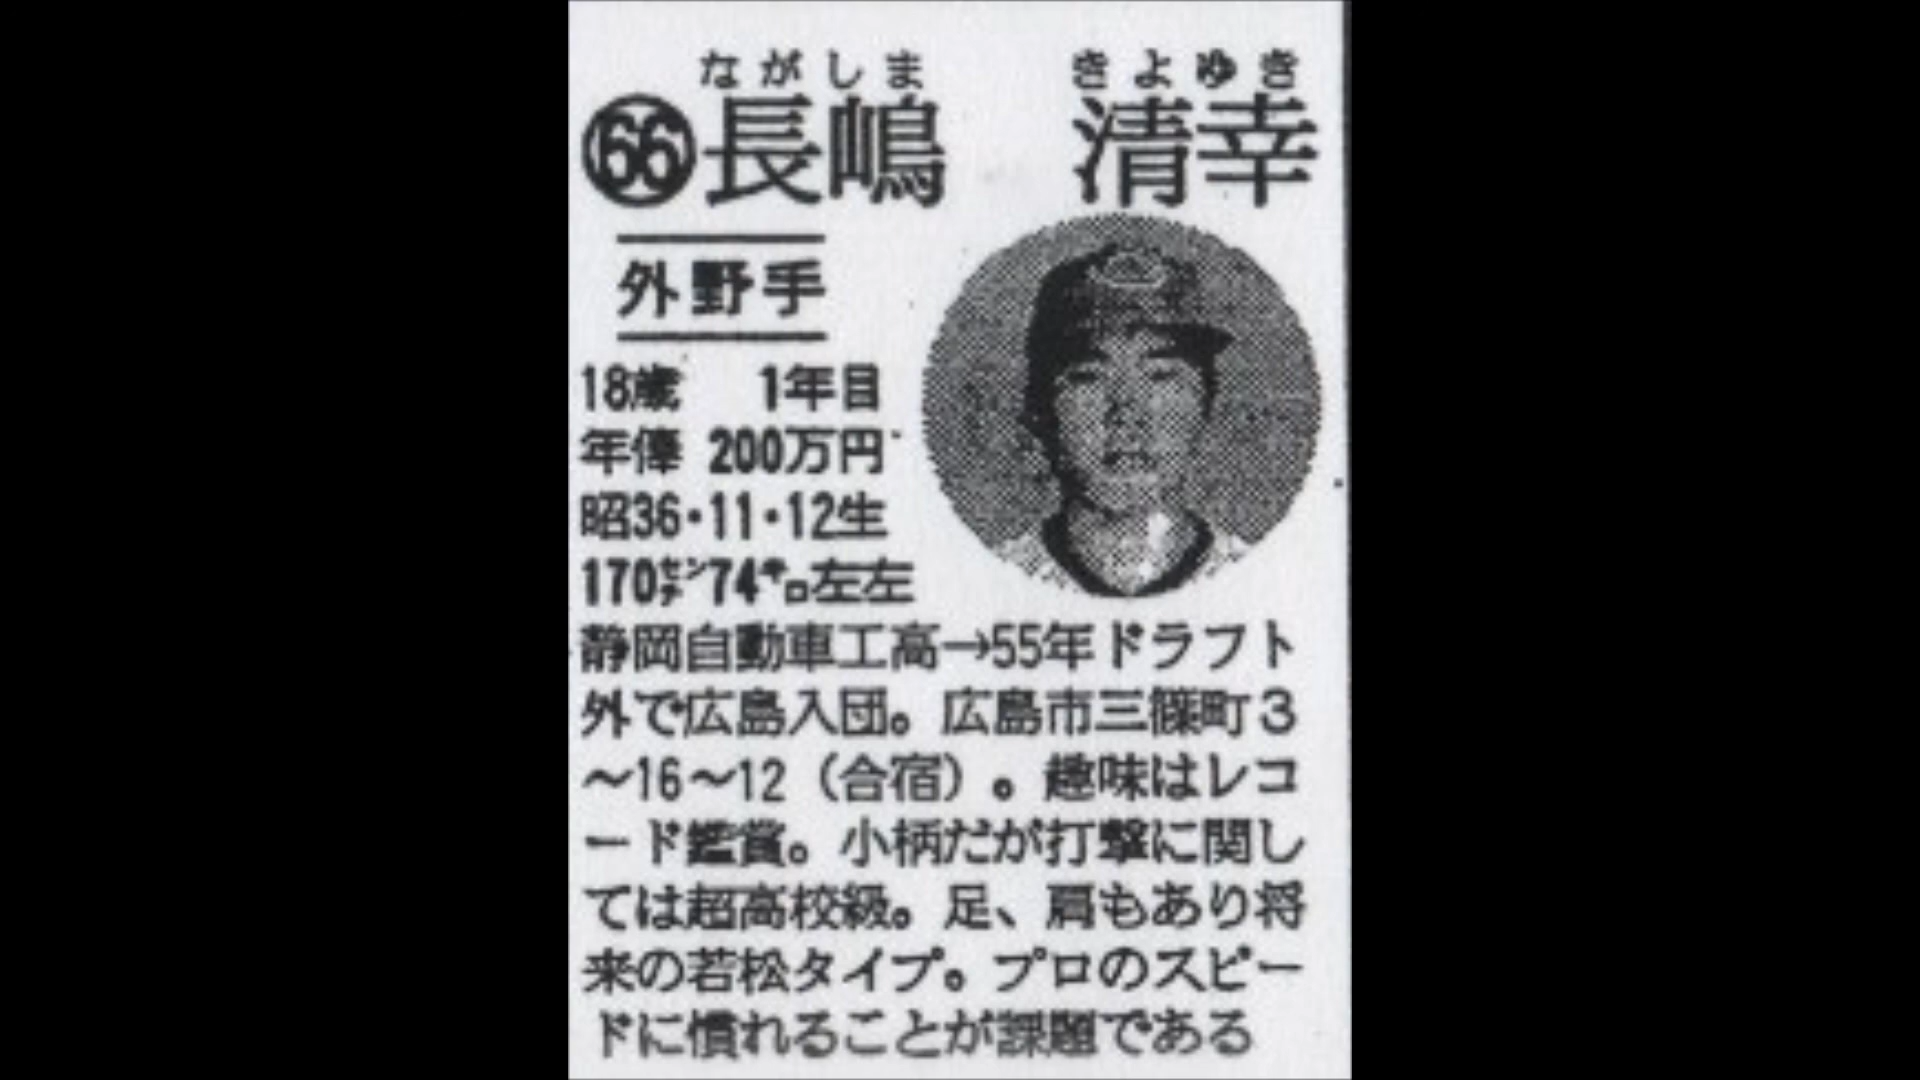 ながしま きよゆき
66 長嶋 清幸
外野手
18歳 1年目
年俸 200万円
昭36・11・12生
170センチ74キロ左左
静岡自動車工高→55年ドラフト
外で広島入団。広島市三篠町3
～16～12（合宿）。趣味はレコ
ード鑑賞。小柄だが打撃に関し
ては超高校級。足、肩もあり将
来の若松タイプ。プロのスピー
ドに慣れることが課題である